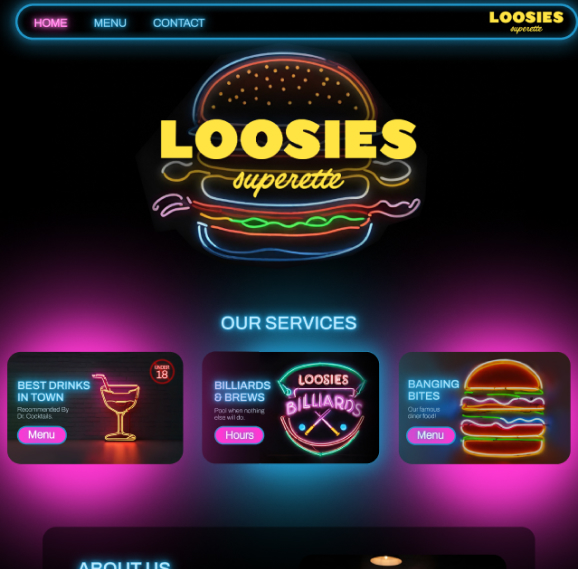 HOME MENU CONTACT LOOSIES
superette
LOOSIES
superette
OUR SERVICES
BEST DRINKS
IN TOWN
Recommended By
Dr. Cocktails.
Menu
UNDER
18
BILLIARDS
& BREWS
Pool when nothing
else will do.
Hours
LOOSIES
BILLIARDS
BANGING
BITES
Our famous
diner food!
Menu
ABOUT US